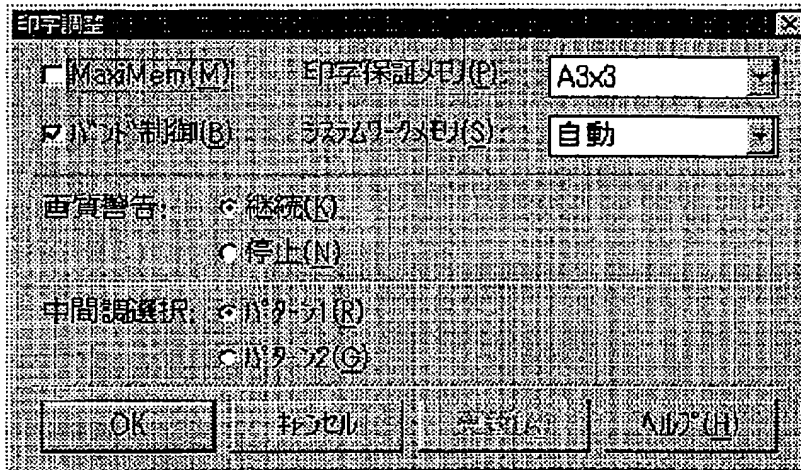 印字調整
MaxiMem(M) 印字保証メモリ(P): A3x3
バンド制御(B) システムワークメモリ(S): 自動
画質警告: 継続(K)
停止(N)
中間調選択: パターン1(R)
パターン2(G)
OK キャンセル ヘルプ(H)